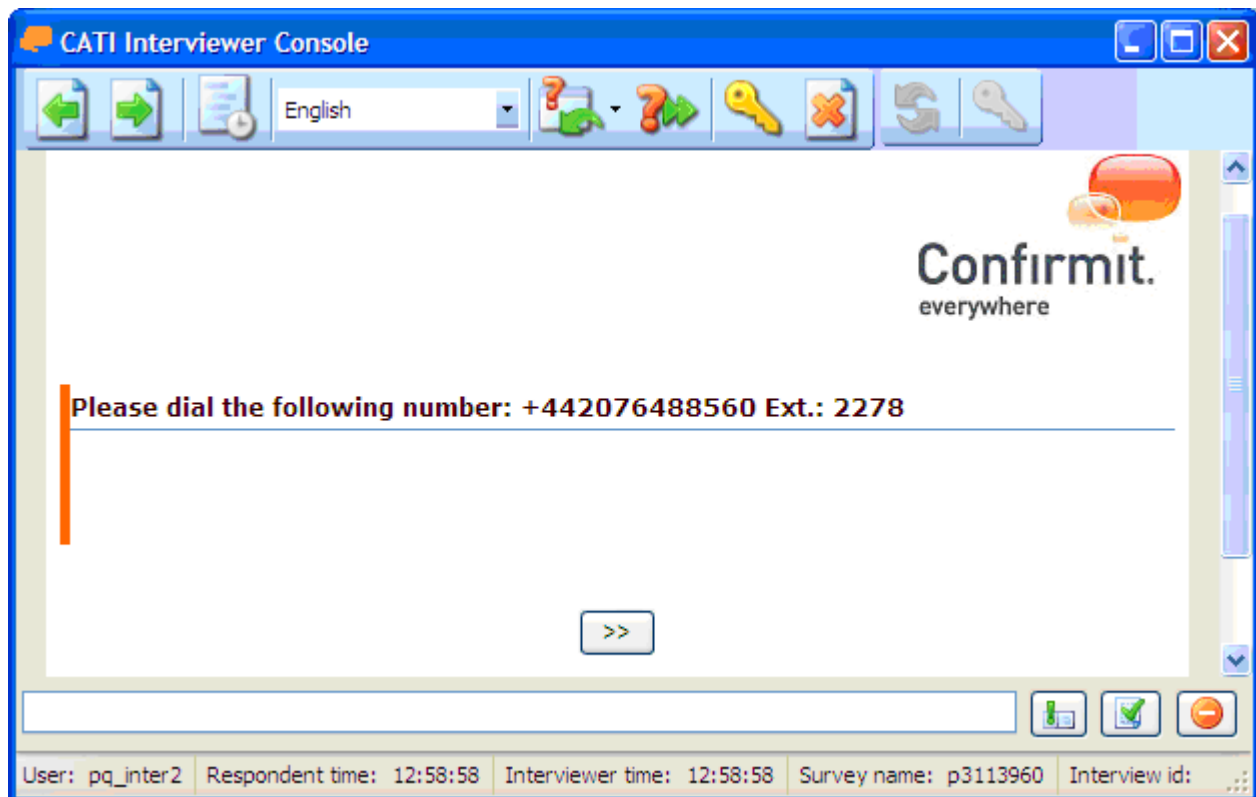 CATI Interviewer Console
English
Confirmit.
everywhere
Please dial the following number: +442076488560 Ext.: 2278
>>
User: pq_inter2 Respondent time: 12:58:58 Interviewer time: 12:58:58 Survey name: p3113960 Interview id: